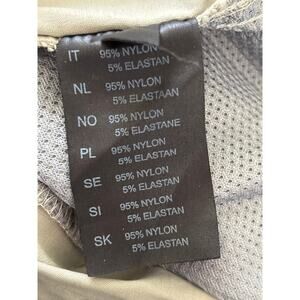 IT 95% NYLON
5% ELASTAN
NL 95% NYLON
5% ELASTAAN
NO 95% NYLON
5% ELASTANE
PL 95% NYLON
5% ELASTAN
SE 95% NYLON
5% ELASTAN
SI 95% NYLON
5% ELASTAN
SK 95% NYLON
5% ELASTAN